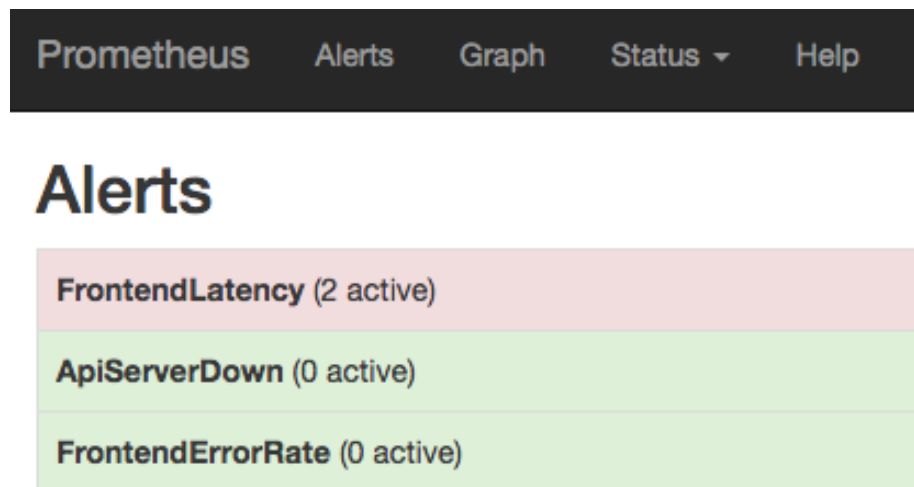 Prometheus Alerts Graph Status Help
Alerts
FrontendLatency (2 active)
ApiServerDown (0 active)
FrontendErrorRate (0 active)